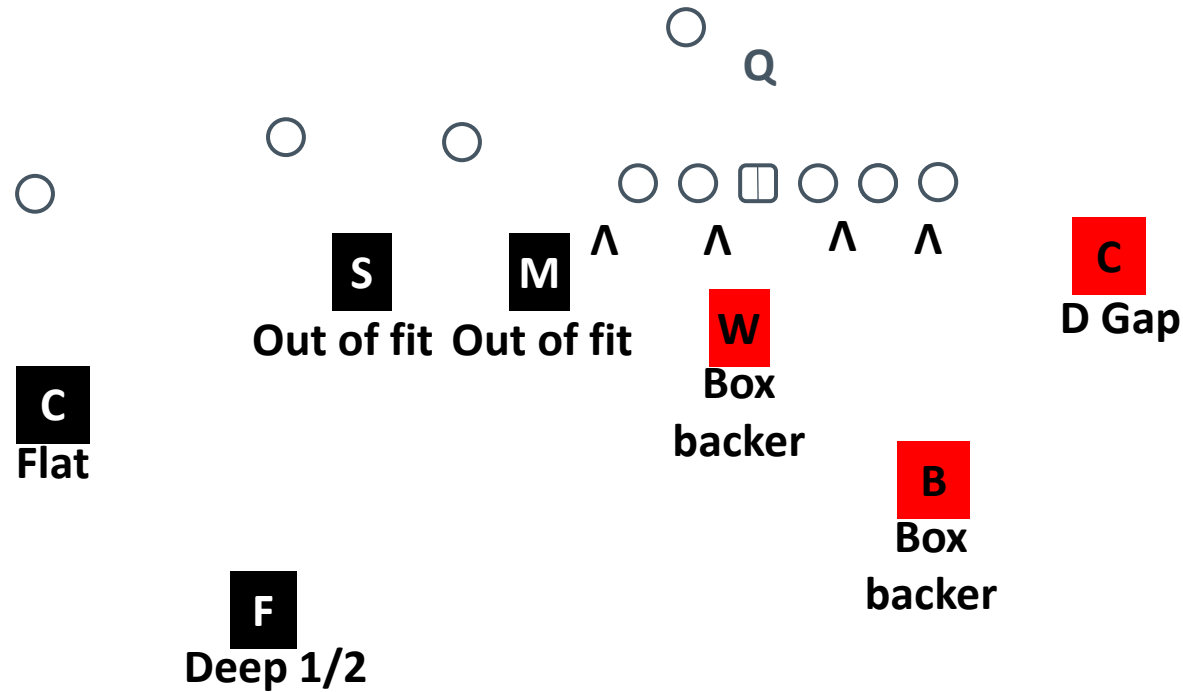 Q
Λ Λ Λ Λ
S M C
Out of fit Out of fit D Gap
W
Box
backer
C
Flat
B
Box
backer
F
Deep 1/2